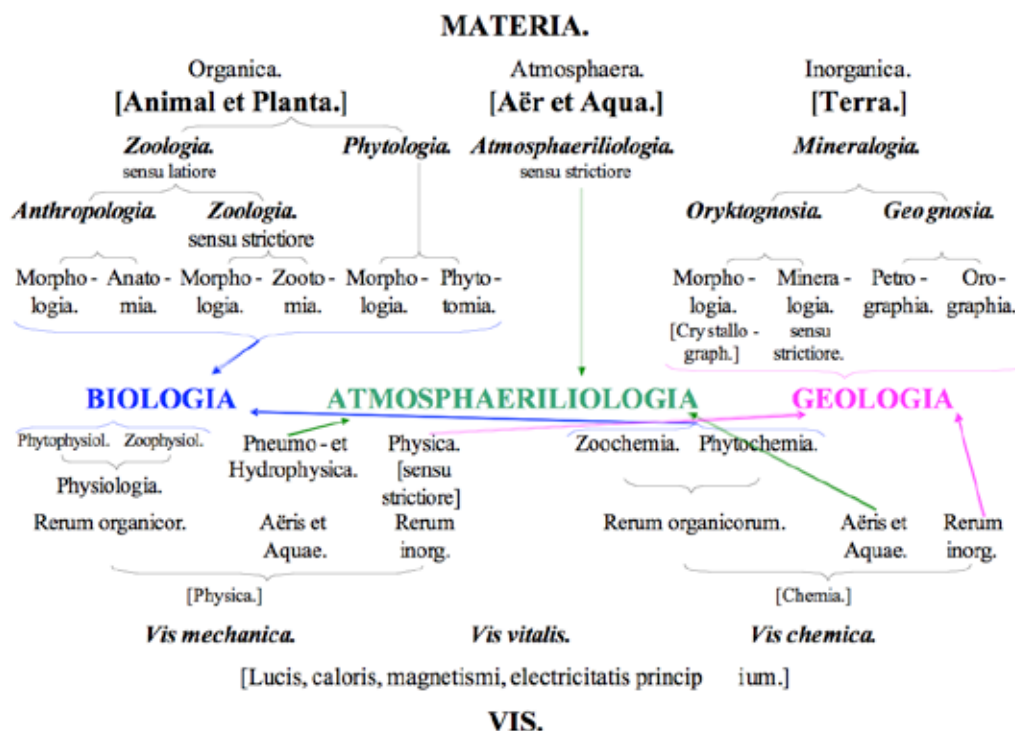 MATERIA.
Organica. Atmosphaera. Inorganica.
[Animal et Planta.] [Aër et Aqua.] [Terra.]
Zoologia. Phytologia. Atmosphaeriliologia. Mineralogia.
sensu latiore sensu strictiore
Anthropologia. Zoologia. Oryktognosia. Geognosia.
sensu strictiore
Morpho- Anato- Morpho- Zooto- Morpho- Phyto- Morpho- Minera- Petro- Oro-
logia. mia. logia. mia. logia. tomia. logia. logia. graphia. graphia.
[Crystallo- sensu
graph.] strictiore.
BIOLOGIA ATMOSPHAERILIOLOGIA GEOLOGIA
Phytophysiol. Zoophysiol. Pneumo-et Physica. Zoochemia. Phytochemia.
Hydrophysica. [sensu
Physiologia. strictiore]
Rerum organicor. Aëris et Rerum Rerum organicorum. Aëris et Rerum
Aquae. inorg. Aquae. inorg.
[Physica.] [Chemia.]
Vis mechanica. Vis vitalis. Vis chemica.
[Lucis, caloris, magnetismi, electricitatis princip ium.]
VIS.